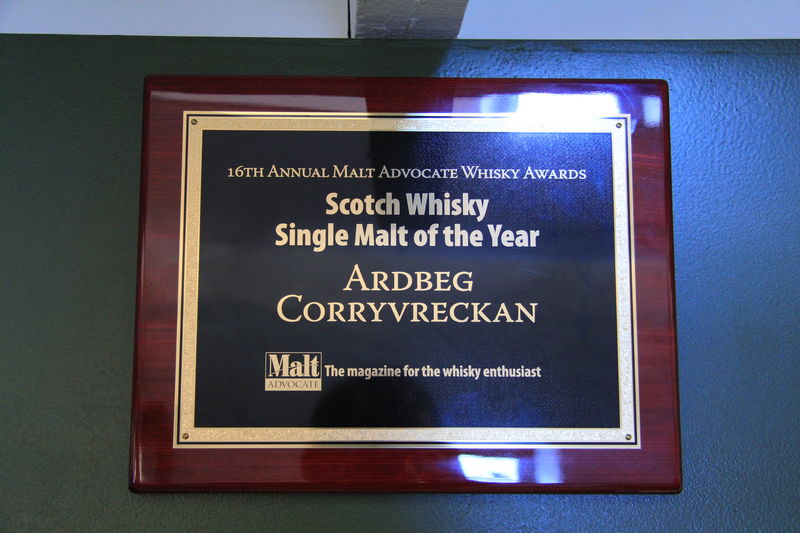 16TH ANNUAL MALT ADVOCATE WHISKY AWARDS
Scotch Whisky
Single Malt of the Year
ARDBEG
CORRYVRECKAN
Malt
ADVOCATE
The magazine for the whisky enthusiast